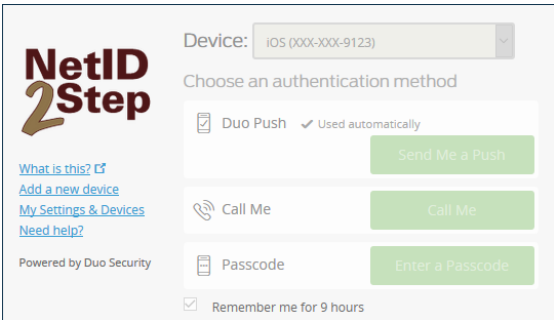 NetID
2Step
What is this?
Add a new device
My Settings & Devices
Need help?
Powered by Duo Security
Device: iOS (XXX-XXX-9123)
Choose an authentication method
Duo Push ✔ Used automatically
Send Me a Push
Call Me Call Me
Passcode Enter a Passcode
Remember me for 9 hours